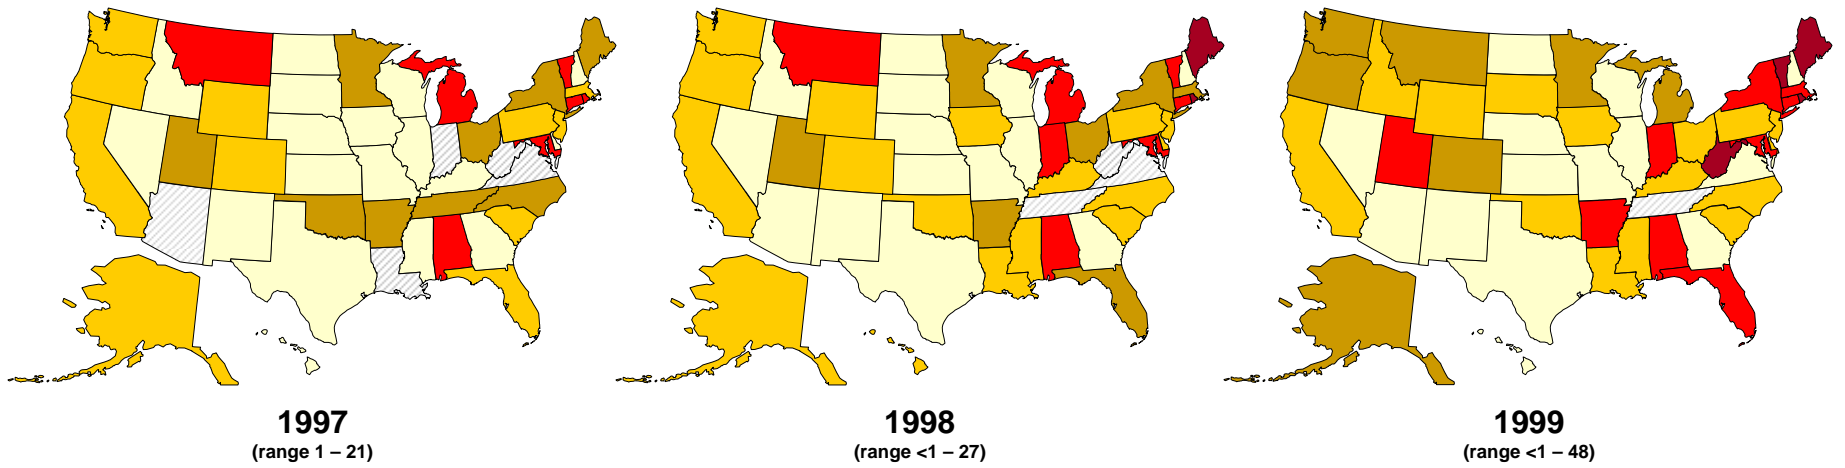 1997
(range 1 – 21)
1998
(range <1 – 27)
1999
(range <1 – 48)